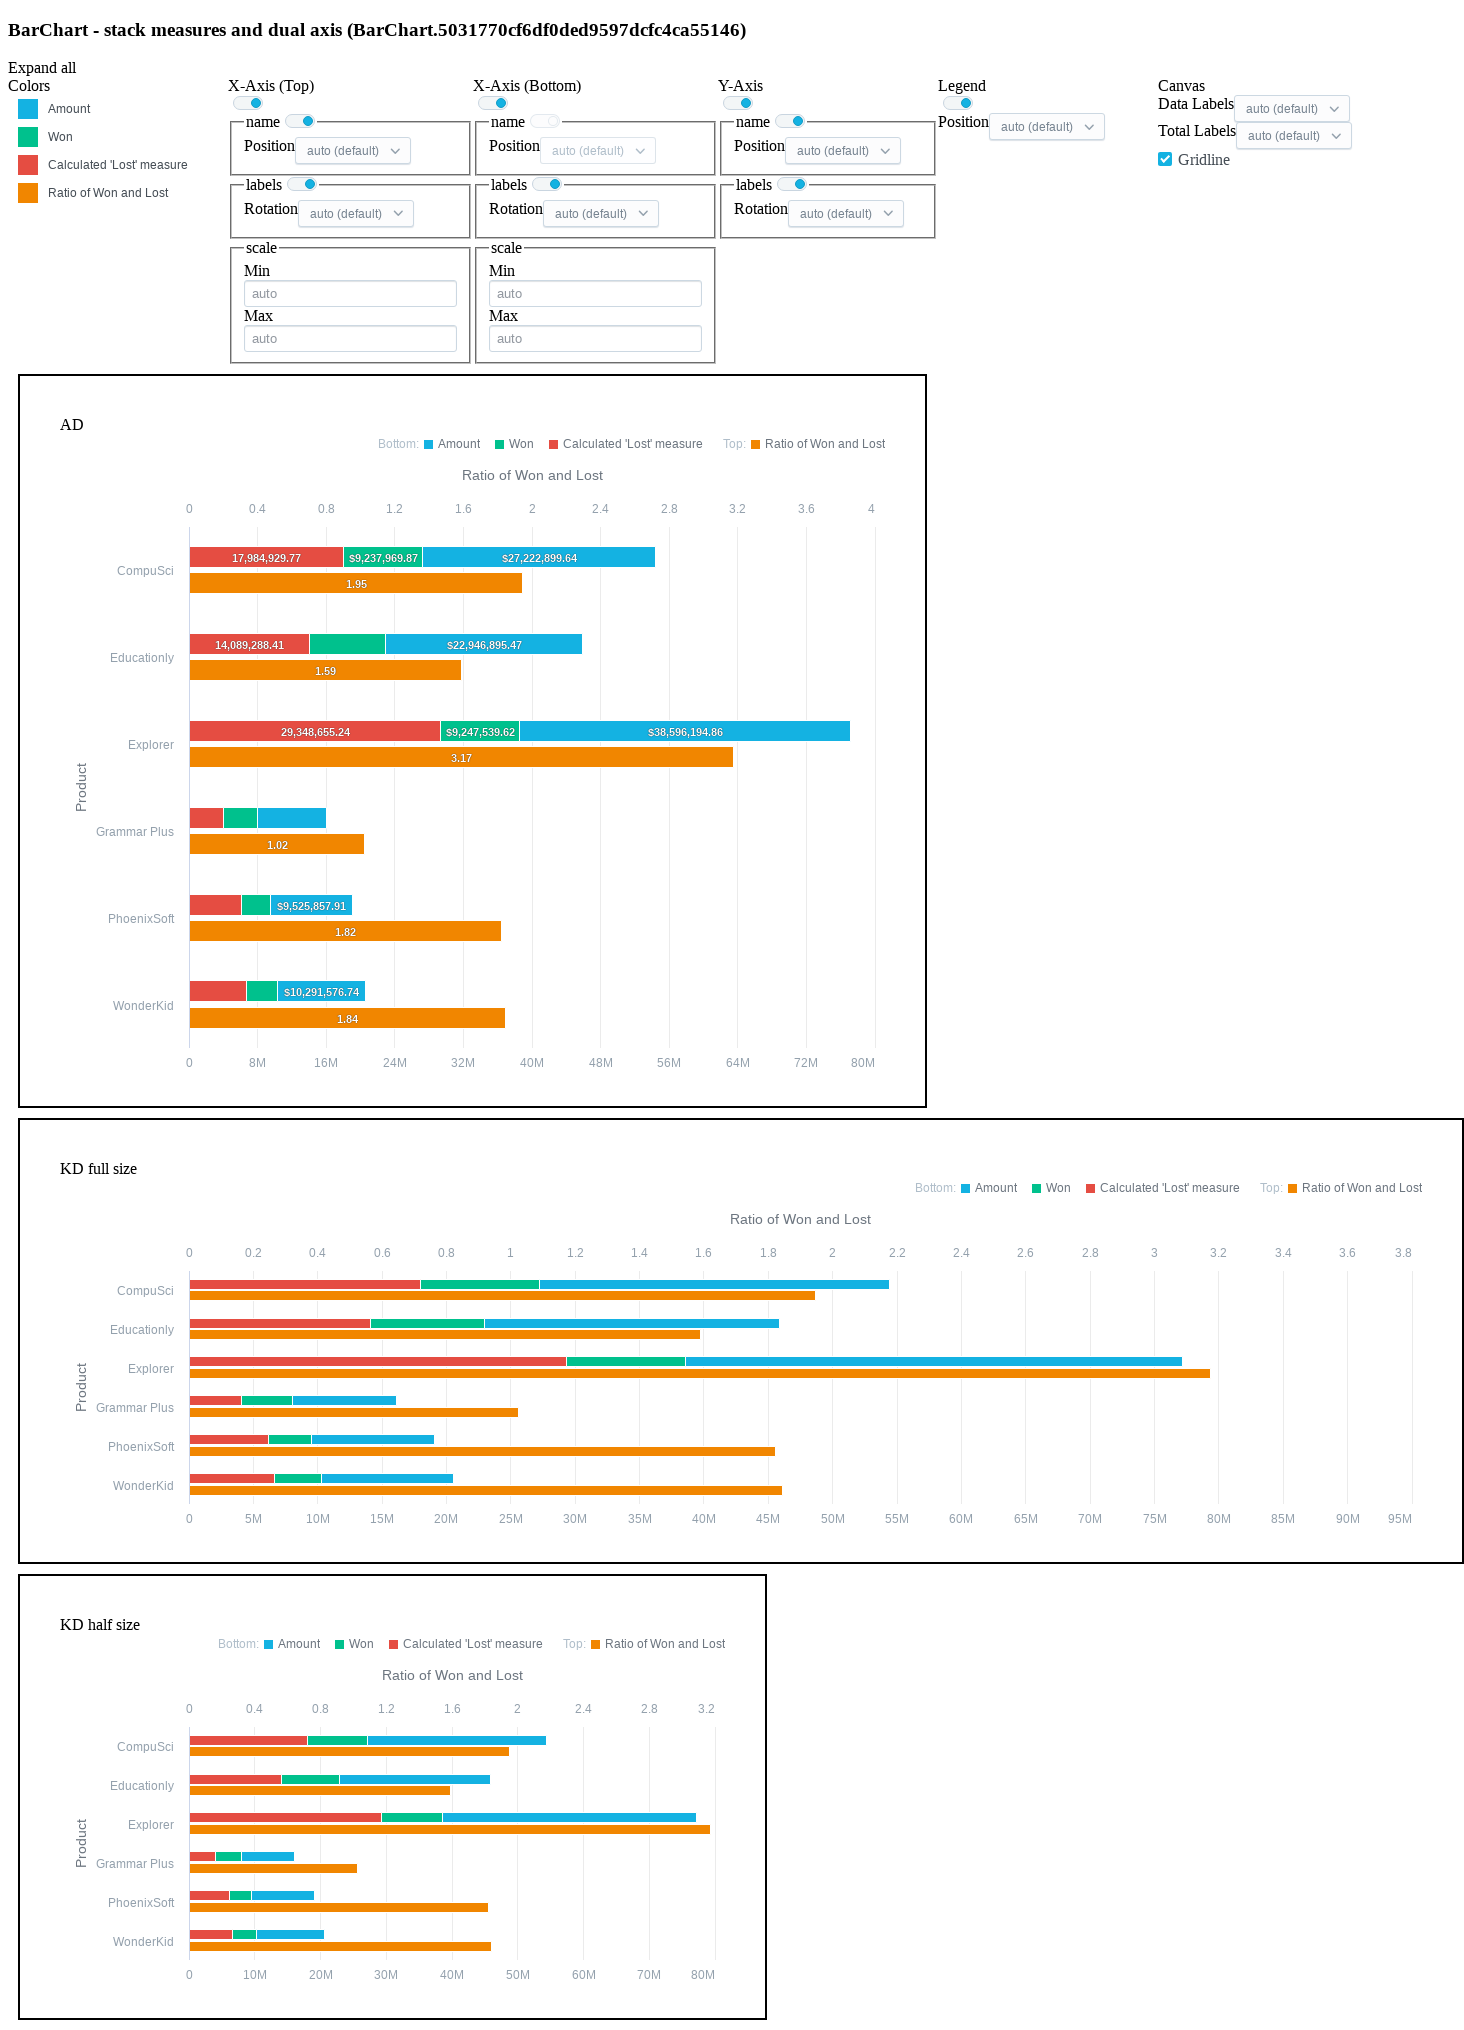 BarChart - stack measures and dual axis (BarChart.5031770cf6df0ded9597dcfc4ca55146)
Expand all
Colors
Amount
Won
Calculated 'Lost' measure
Ratio of Won and Lost
X-Axis (Top)
name
Position auto (default)
labels
Rotation auto (default)
scale
Min
auto
Max
auto
X-Axis (Bottom)
name
Position auto (default)
labels
Rotation auto (default)
scale
Min
auto
Max
auto
Y-Axis
name
Position auto (default)
labels
Rotation auto (default)
Legend
Position auto (default)
Canvas
Data Labels auto (default)
Total Labels auto (default)
Gridline
AD
Bottom: Amount Won Calculated 'Lost' measure Top: Ratio of Won and Lost
Ratio of Won and Lost
0 0.4 0.8 1.2 1.6 2 2.4 2.8 3.2 3.6 4
CompuSci 17,984,929.77 $9,237,969.87 $27,222,899.64
1.95
Educationly 14,089,288.41 $22,946,895.47
1.59
Explorer 29,348,655.24 $9,247,539.62 $38,596,194.86
3.17
Product
Grammar Plus
1.02
PhoenixSoft $9,525,857.91
1.82
WonderKid $10,291,576.74
1.84
0 8M 16M 24M 32M 40M 48M 56M 64M 72M 80M
KD full size
Bottom: Amount Won Calculated 'Lost' measure Top: Ratio of Won and Lost
Ratio of Won and Lost
0 0.2 0.4 0.6 0.8 1 1.2 1.4 1.6 1.8 2 2.2 2.4 2.6 2.8 3 3.2 3.4 3.6 3.8
CompuSci
Educationly
Explorer
Product
Grammar Plus
PhoenixSoft
WonderKid
0 5M 10M 15M 20M 25M 30M 35M 40M 45M 50M 55M 60M 65M 70M 75M 80M 85M 90M 95M
KD half size
Bottom: Amount Won Calculated 'Lost' measure Top: Ratio of Won and Lost
Ratio of Won and Lost
0 0.4 0.8 1.2 1.6 2 2.4 2.8 3.2
CompuSci
Educationly
Explorer
Product
Grammar Plus
PhoenixSoft
WonderKid
0 10M 20M 30M 40M 50M 60M 70M 80M